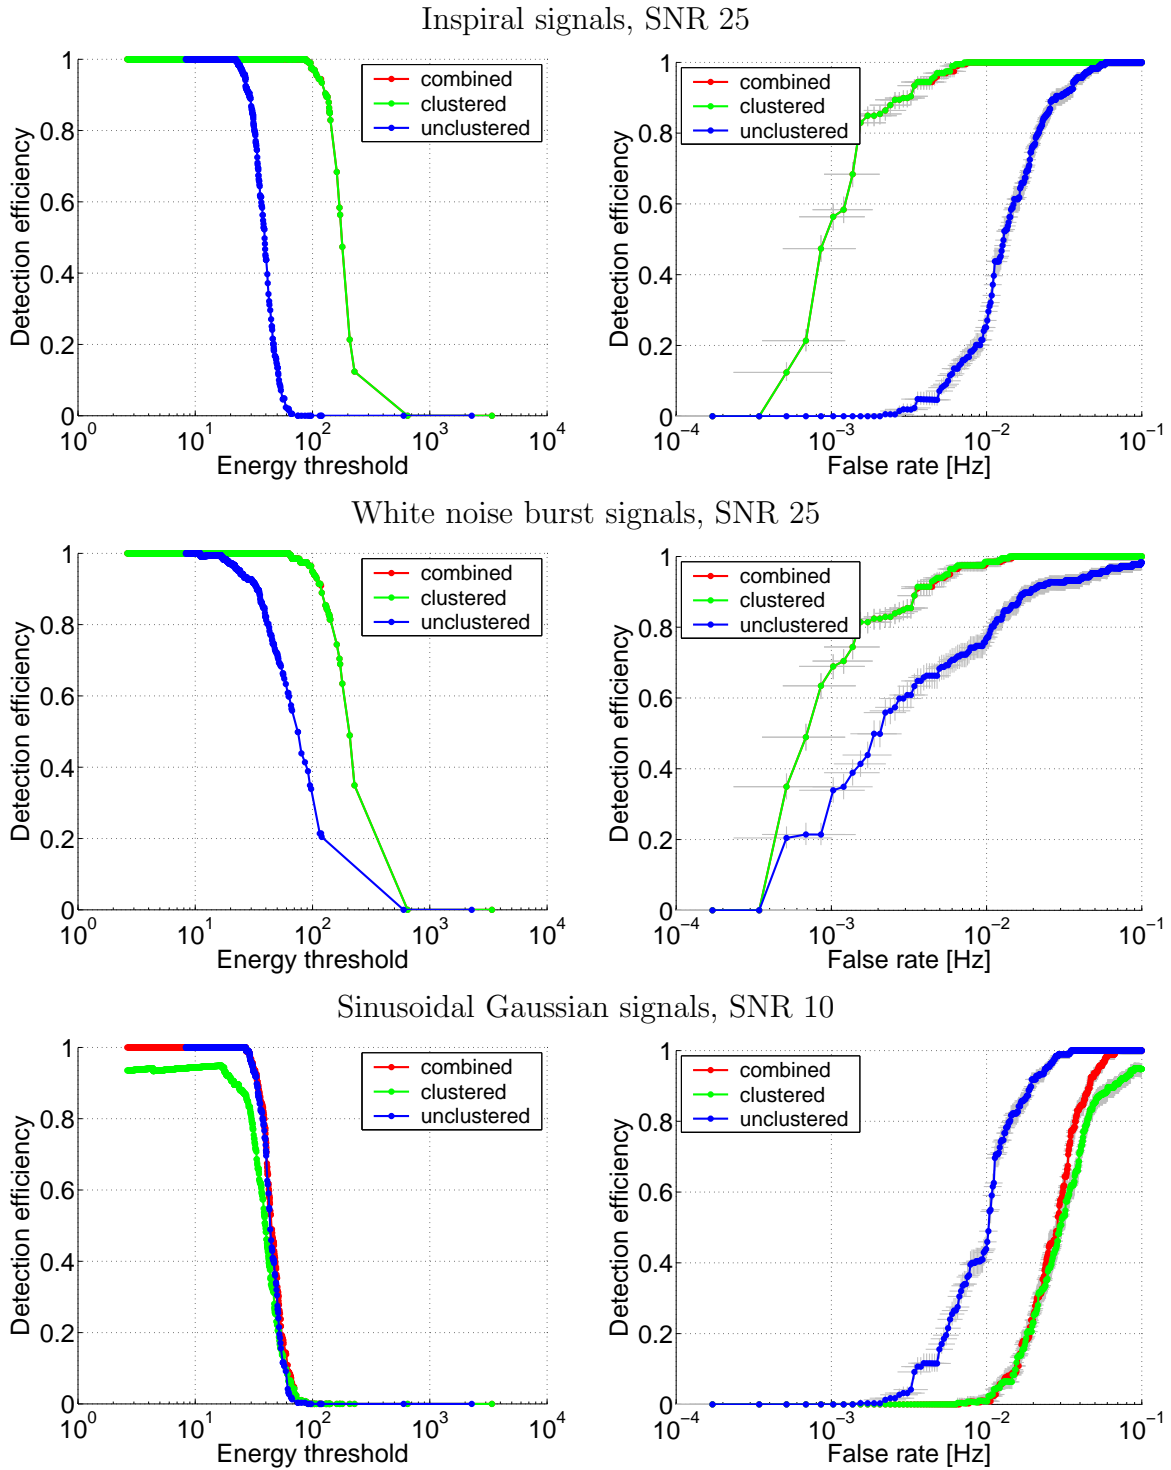 Inspiral signals, SNR 25
1
0.8
0.6
0.4
0.2
0
10^0 10^1 10^2 10^3 10^4
Energy threshold
Detection efficiency
combined
clustered
unclustered
1
0.8
0.6
0.4
0.2
0
10^−4 10^−3 10^−2 10^−1
False rate [Hz]
Detection efficiency
combined
clustered
unclustered
White noise burst signals, SNR 25
1
0.8
0.6
0.4
0.2
0
10^0 10^1 10^2 10^3 10^4
Energy threshold
Detection efficiency
combined
clustered
unclustered
1
0.8
0.6
0.4
0.2
0
10^−4 10^−3 10^−2 10^−1
False rate [Hz]
Detection efficiency
combined
clustered
unclustered
Sinusoidal Gaussian signals, SNR 10
1
0.8
0.6
0.4
0.2
0
10^0 10^1 10^2 10^3 10^4
Energy threshold
Detection efficiency
combined
clustered
unclustered
1
0.8
0.6
0.4
0.2
0
10^−4 10^−3 10^−2 10^−1
False rate [Hz]
Detection efficiency
combined
clustered
unclustered